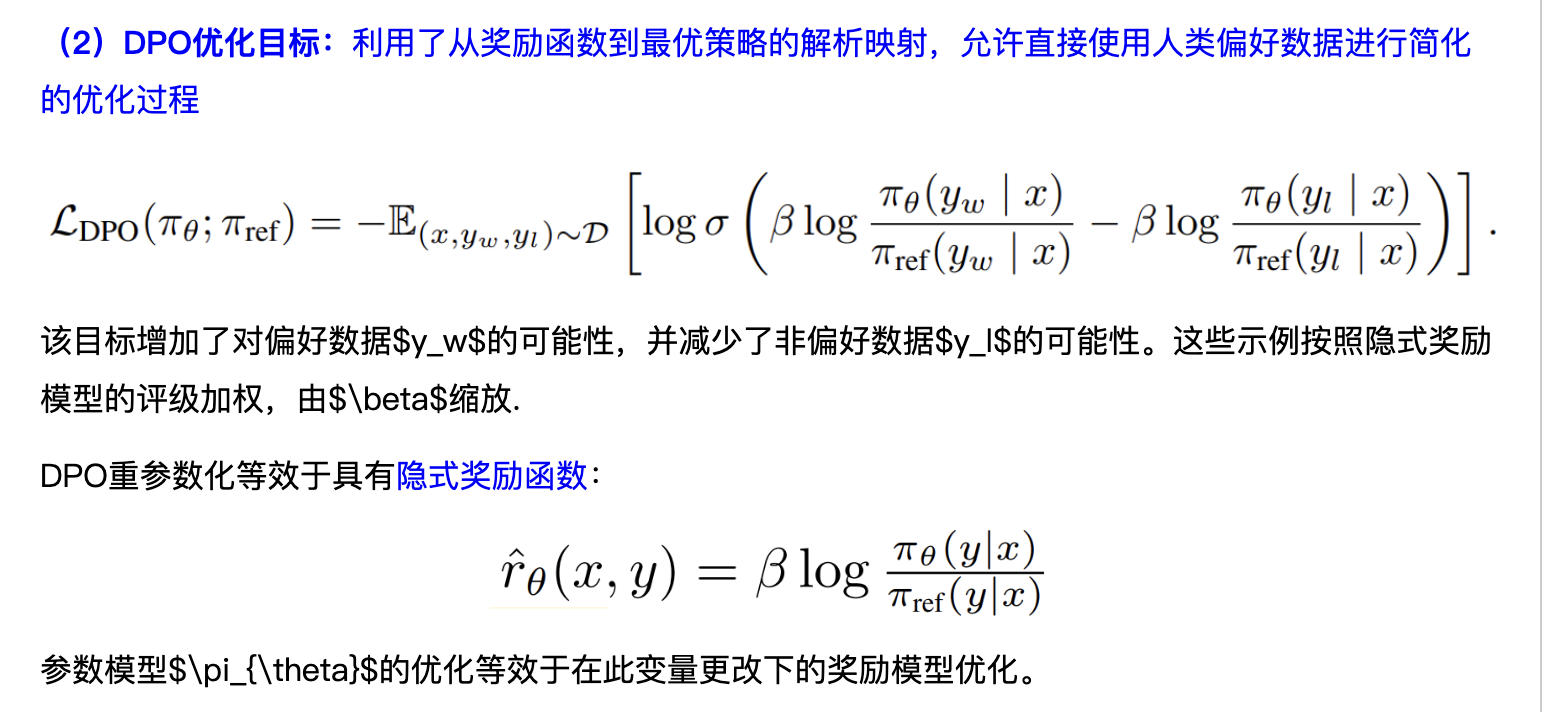 （2）DPO优化目标：利用了从奖励函数到最优策略的解析映射，允许直接使用人类偏好数据进行简化
的优化过程
$\mathcal{L}_{\text{DPO}}(\pi_\theta; \pi_{\text{ref}}) = -\mathbb{E}_{(x, y_w, y_l) \sim \mathcal{D}} \left[ \log \sigma \left( \beta \log \frac{\pi_\theta(y_w \mid x)}{\pi_{\text{ref}}(y_w \mid x)} - \beta \log \frac{\pi_\theta(y_l \mid x)}{\pi_{\text{ref}}(y_l \mid x)} \right) \right].$
该目标增加了对偏好数据$y_w$的可能性，并减少了非偏好数据$y_l$的可能性。这些示例按照隐式奖励
模型的评级加权，由$\beta$缩放.
DPO重参数化等效于具有隐式奖励函数：
$\hat{r}_\theta(x, y) = \beta \log \frac{\pi_\theta(y|x)}{\pi_{\text{ref}}(y|x)}$
参数模型$\pi_{\theta}$的优化等效于在此变量更改下的奖励模型优化。